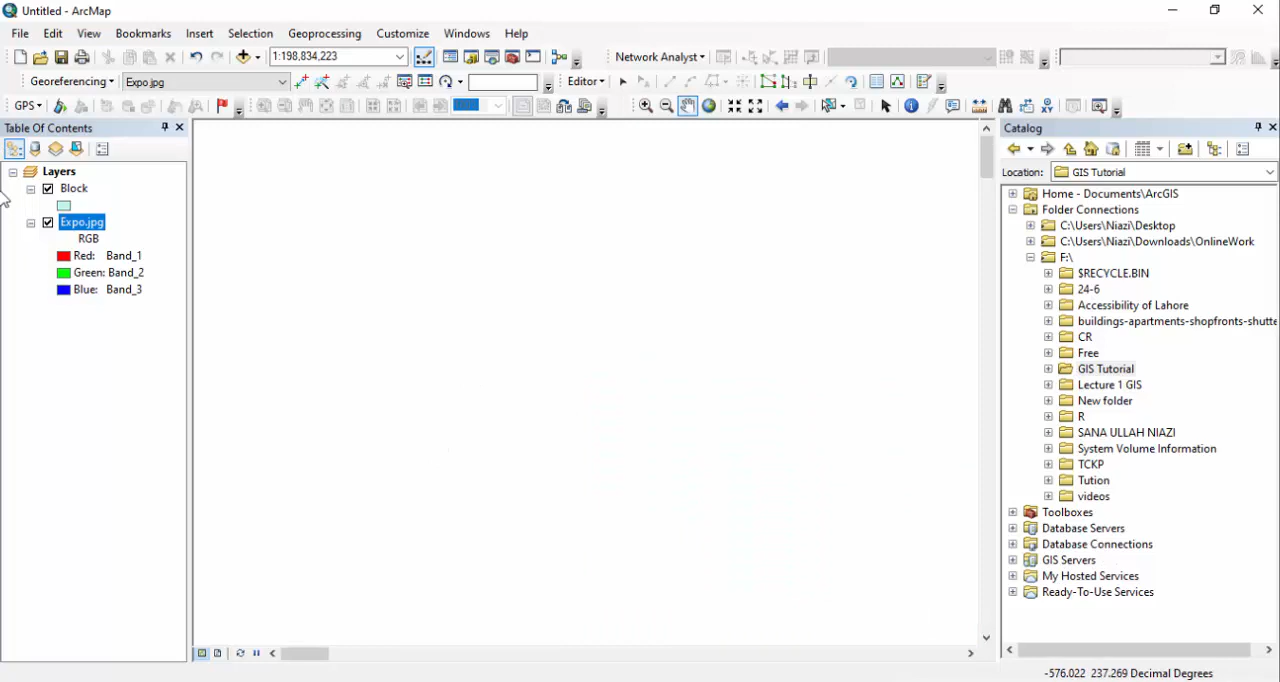 Untitled - ArcMap
File Edit View Bookmarks Insert Selection Geoprocessing Customize Windows Help
1:198,834,223 Network Analyst
Georeferencing Expo.jpg Editor
GPS
Table Of Contents
Layers
Block
Expo.jpg
RGB
Red: Band_1
Green: Band_2
Blue: Band_3
Catalog
Location: GIS Tutorial
Home - Documents\ArcGIS
Folder Connections
C:\Users\Niazi\Desktop
C:\Users\Niazi\Downloads\OnlineWork
F:\
$RECYCLE.BIN
24-6
Accessibility of Lahore
buildings-apartments-shopfronts-shutte
CR
Free
GIS Tutorial
Lecture 1 GIS
New folder
R
SANA ULLAH NIAZI
System Volume Information
TCKP
Tution
videos
Toolboxes
Database Servers
Database Connections
GIS Servers
My Hosted Services
Ready-To-Use Services
-576.022 237.269 Decimal Degrees